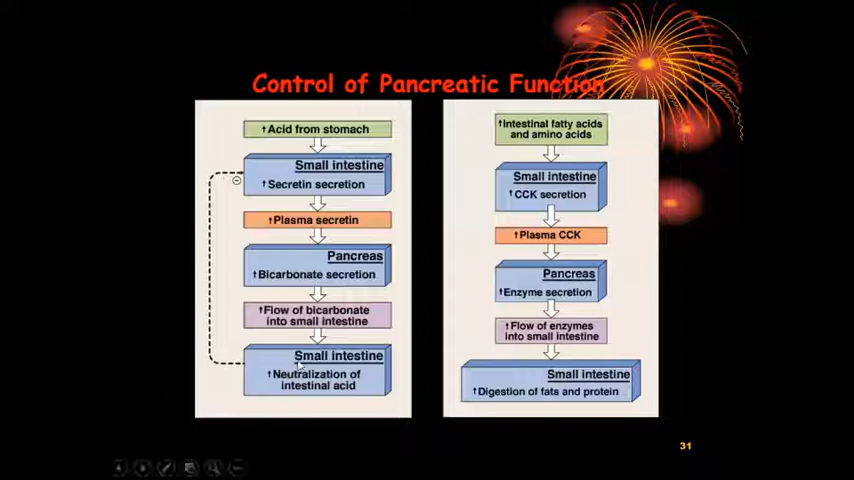 Control of Pancreatic Function
↑Acid from stomach
Small intestine
↑Secretin secretion
↑Plasma secretin
Pancreas
↑Bicarbonate secretion
↑Flow of bicarbonate
into small intestine
Small intestine
↑Neutralization of
intestinal acid
↑Intestinal fatty acids
and amino acids
Small intestine
↑CCK secretion
↑Plasma CCK
Pancreas
↑Enzyme secretion
↑Flow of enzymes
into small intestine
Small intestine
↑Digestion of fats and protein
31